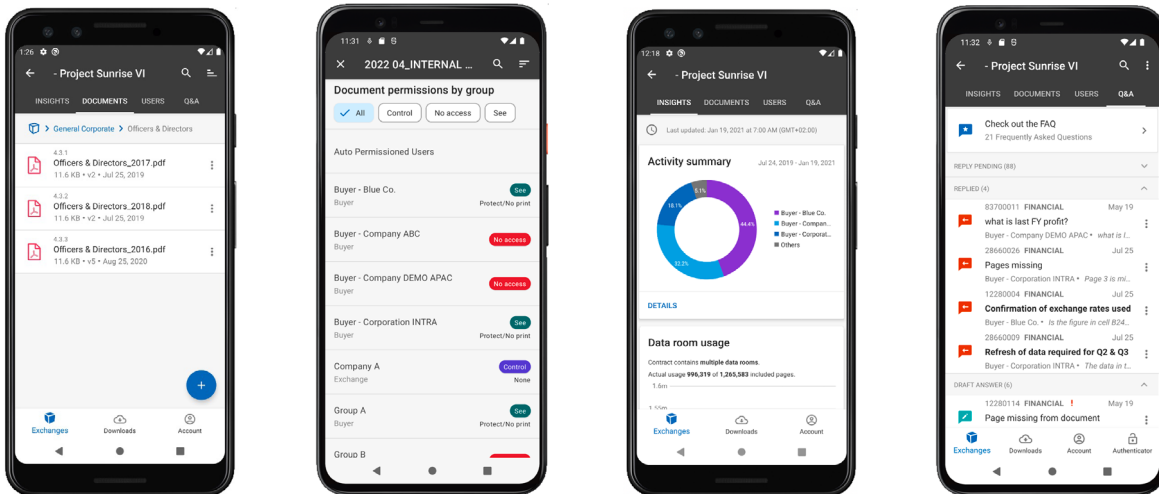 1:26
- Project Sunrise VI
INSIGHTS DOCUMENTS USERS Q&A
General Corporate > Officers & Directors
4.3.1
Officers & Directors_2017.pdf
11.6 KB • v2 • Jul 25, 2019
4.3.2
Officers & Directors_2018.pdf
11.6 KB • v2 • Jul 25, 2019
4.3.3
Officers & Directors_2016.pdf
11.6 KB • v5 • Aug 25, 2020
+
Exchanges Downloads Account
11:31
2022 04_INTERNAL ...
Document permissions by group
All Control No access See
Auto Permissioned Users
Buyer - Blue Co. See
Buyer Protect/No print
Buyer - Company ABC No access
Buyer
Buyer - Company DEMO APAC No access
Buyer
Buyer - Corporation INTRA See
Buyer Protect/No print
Company A Control
Exchange None
Group A See
Buyer Protect/No print
Group B
12:18
- Project Sunrise VI
INSIGHTS DOCUMENTS USERS Q&A
Last updated: Jan 19, 2021 at 7:00 AM (GMT+02:00)
Activity summary Jul 24, 2019 - Jan 19, 2021
5.1%
18.1%
44.4%
32.2%
Buyer - Blue Co.
Buyer - Compan...
Buyer - Corporat...
Others
DETAILS
Data room usage
Contract contains multiple data rooms.
Actual usage 996,319 of 1,265,583 included pages.
1.6m
1.55m
Exchanges Downloads Account
11:32
- Project Sunrise VI
INSIGHTS DOCUMENTS USERS Q&A
Check out the FAQ
21 Frequently Asked Questions
REPLY PENDING (88)
REPLIED (4)
83700011 FINANCIAL May 19
what is last FY profit?
Buyer - Company DEMO APAC • what is l...
28660026 FINANCIAL Jul 25
Pages missing
Buyer - Corporation INTRA • Page 3 is mi...
12280004 FINANCIAL Jul 25
Confirmation of exchange rates used
Buyer - Blue Co. • Is the figure in cell B24...
28660009 FINANCIAL Jul 25
Refresh of data required for Q2 & Q3
Buyer - Corporation INTRA • The data in t...
DRAFT ANSWER (6)
12280114 FINANCIAL ! May 19
Page missing from document
Exchanges Downloads Account Authenticator